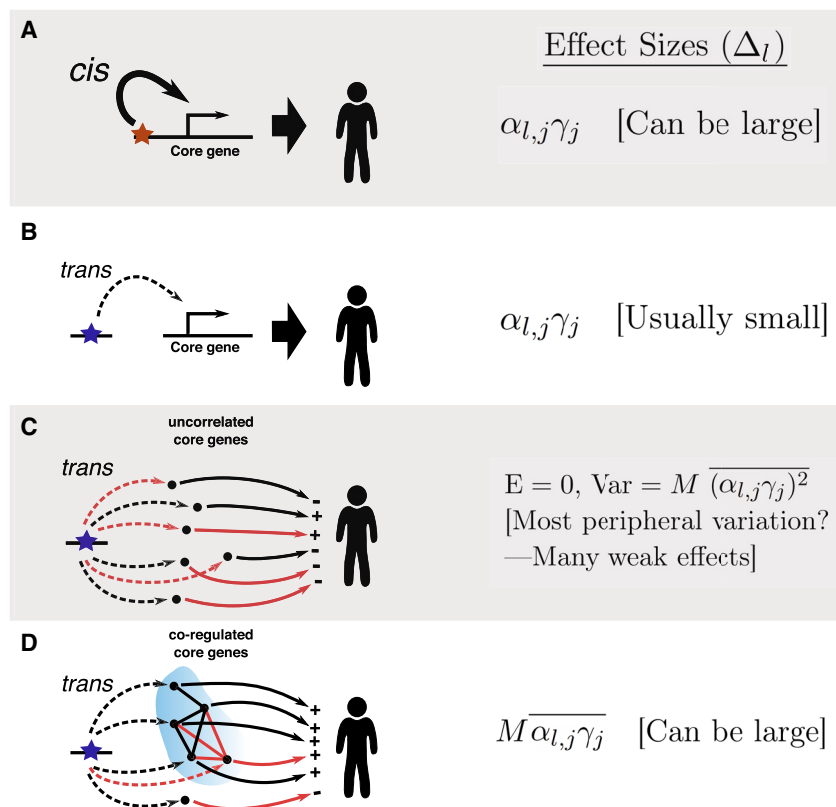 A
Effect Sizes (Δ_l)
cis
α_{l,j}γ_j [Can be large]
Core gene
B
trans
α_{l,j}γ_j [Usually small]
Core gene
C
uncorrelated
core genes
trans
E = 0, Var = M \overline{(α_{l,j}γ_j)^2}
[Most peripheral variation?
—Many weak effects]
-
+
+
-
-
-
D
co-regulated
core genes
trans
M\overline{α_{l,j}γ_j} [Can be large]
+
+
+
+
+
-